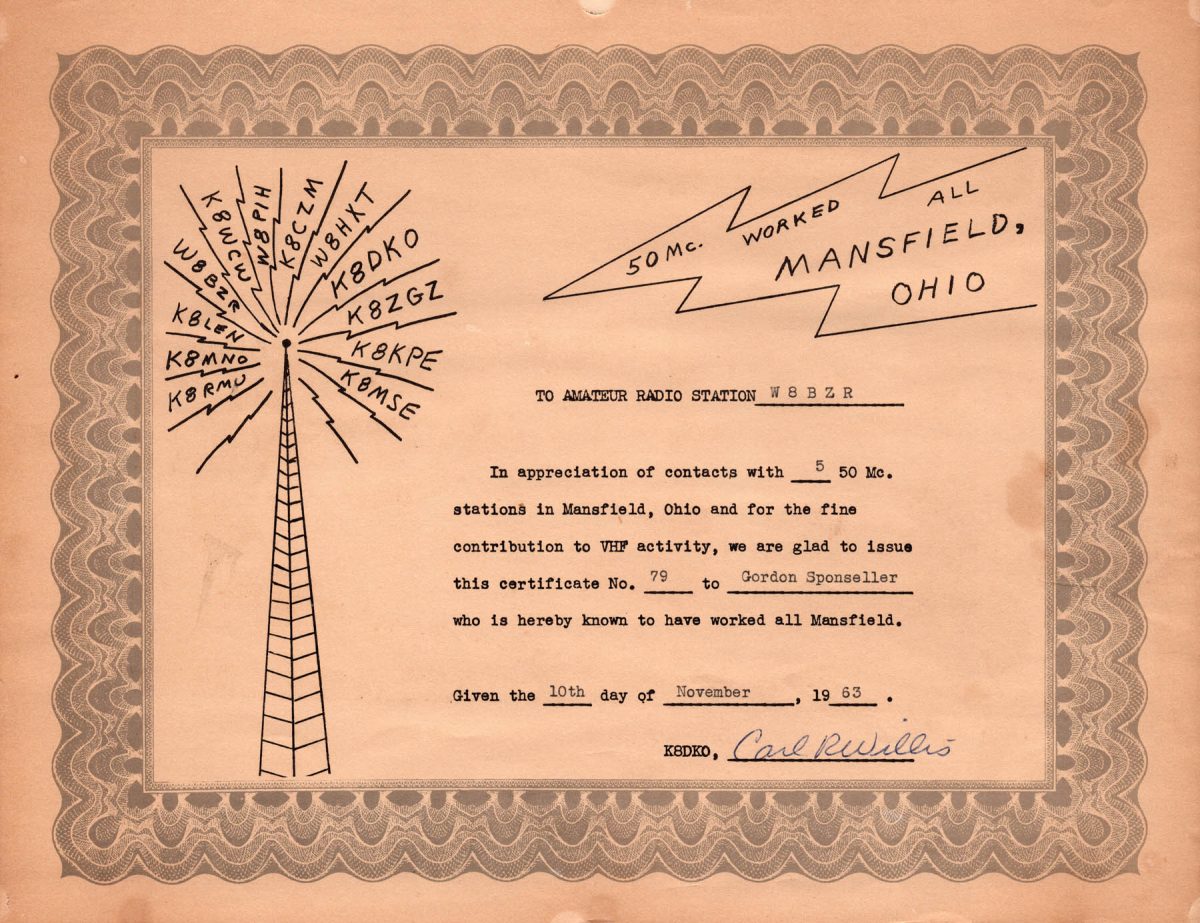 K8RMU
K8MNO
K8LEN
W8BZR
K8WCW
W8PIH
K8CZM
W8HXT
K8DKO
K8ZGZ
K8KPE
K8MSE
50 Mc. WORKED ALL
MANSFIELD,
OHIO
TO AMATEUR RADIO STATION W8BZR
In appreciation of contacts with 5 50 Mc.
stations in Mansfield, Ohio and for the fine
contribution to VHF activity, we are glad to issue
this certificate No. 79 to Gordon Sponseller
who is hereby known to have worked all Mansfield.
Given the 10th day of November, 1963.
K8DKO, Carl R Willis